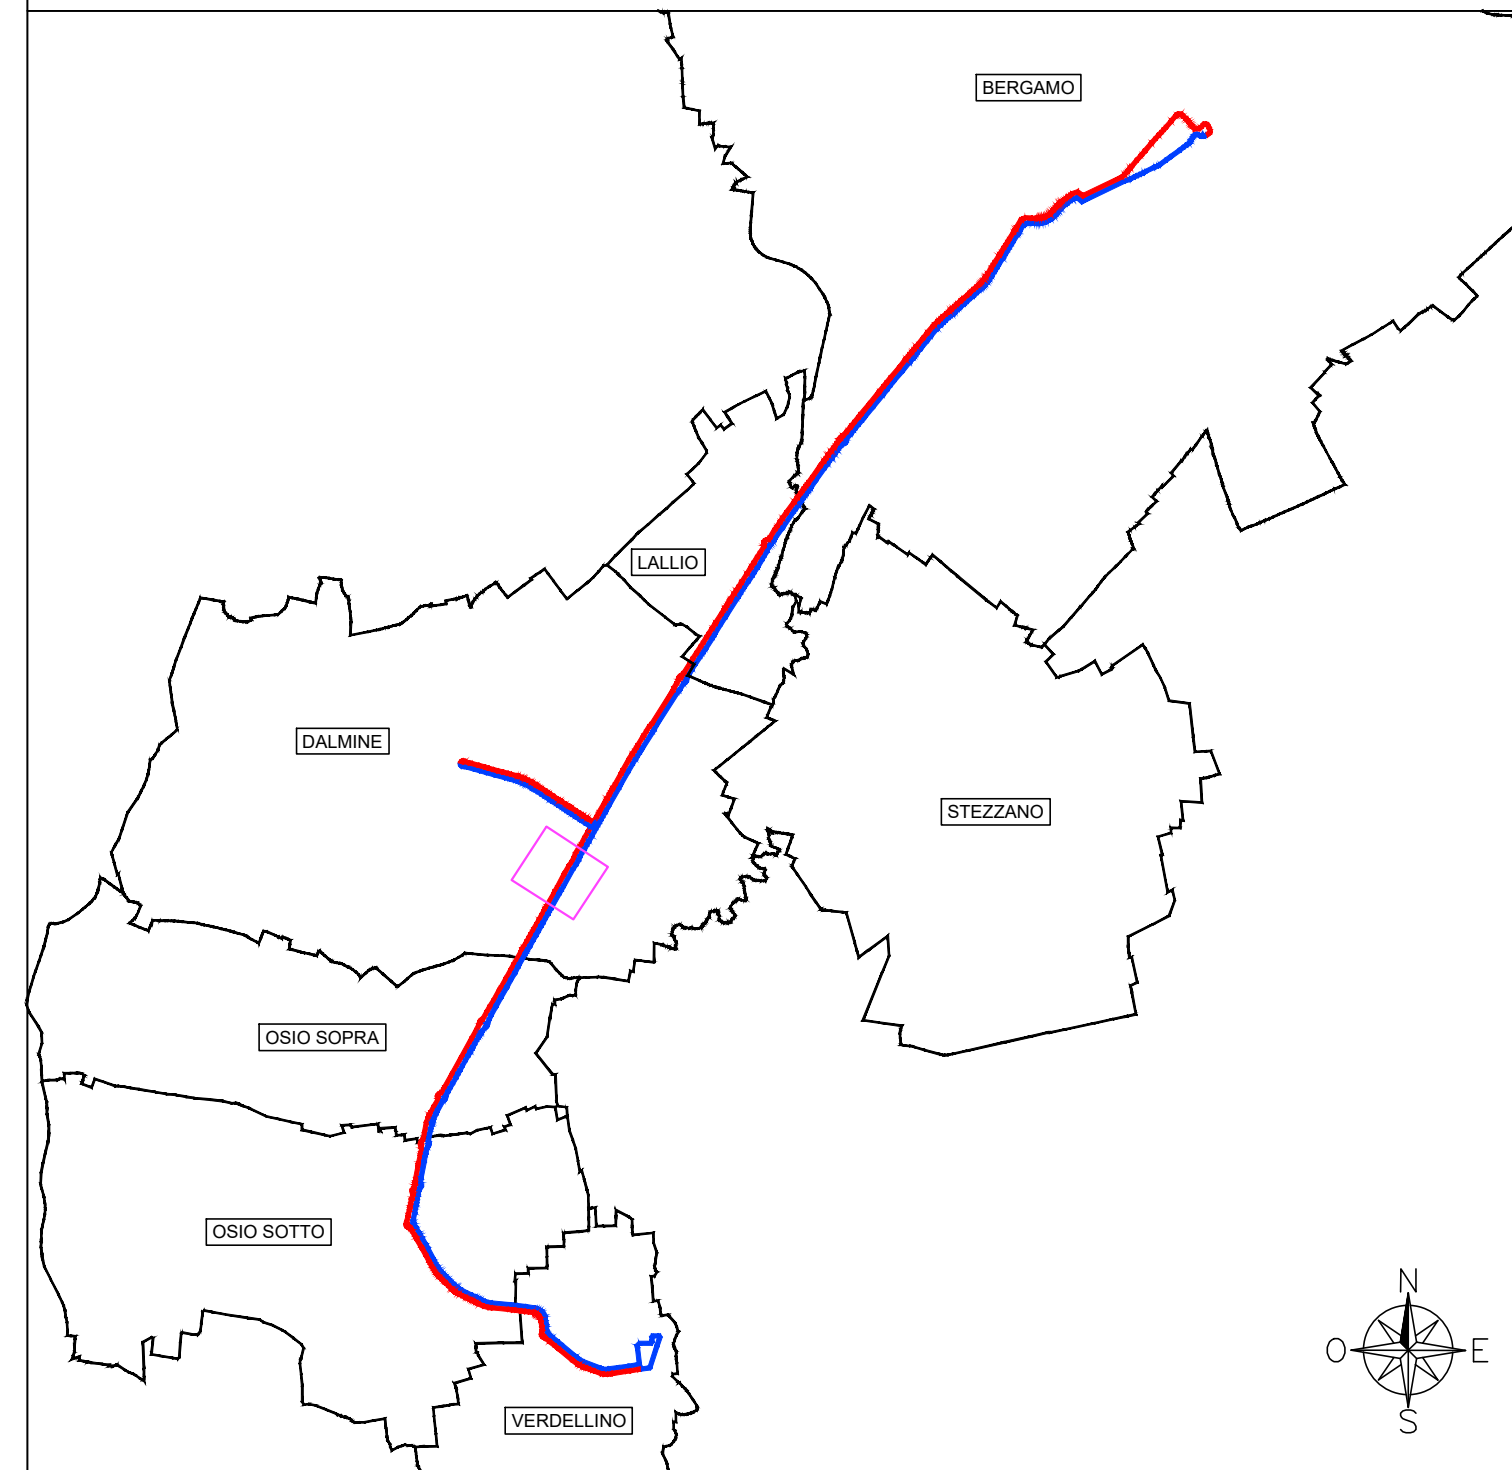 BERGAMO
LALLIO
DALMINE
STEZZANO
OSIO SOPRA
OSIO SOTTO
N
O
E
S
VERDELLINO